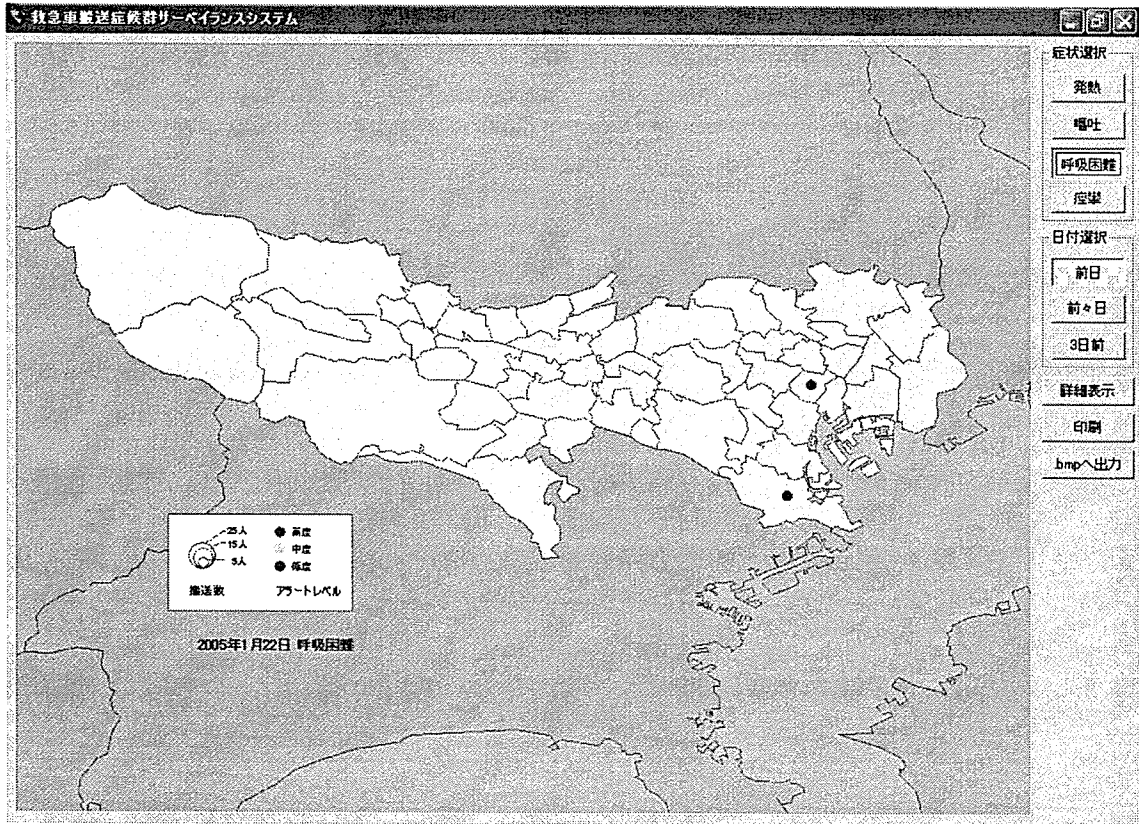 救急車搬送症候群サーベイランスシステム
症状選択
発熱
嘔吐
呼吸困難
痙攣
日付選択
前日
前々日
3日前
詳細表示
印刷
.bmpへ出力
25人
15人
5人
搬送数
高度
中度
低度
アラートレベル
2005年1月22日 呼吸困難